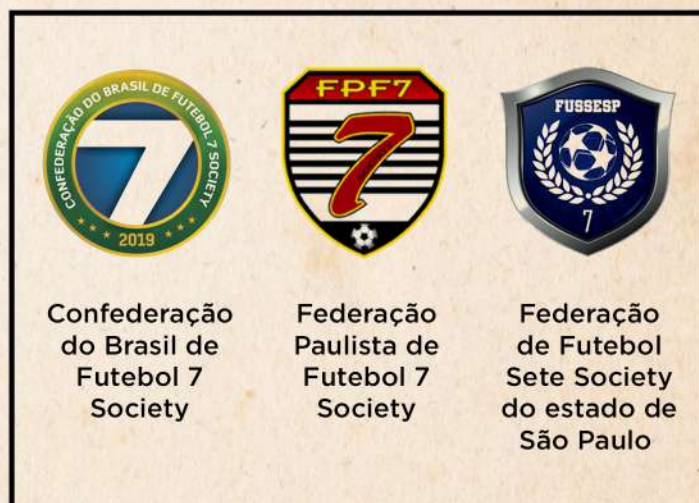 CONFEDERAÇÃO DO BRASIL DE FUTEBOL 7 SOCIETY
7
2019
FPF7
7
FUSSESP
7
Confederação
do Brasil de
Futebol 7
Society
Federação
Paulista de
Futebol 7
Society
Federação
de Futebol
Sete Society
do estado de
São Paulo